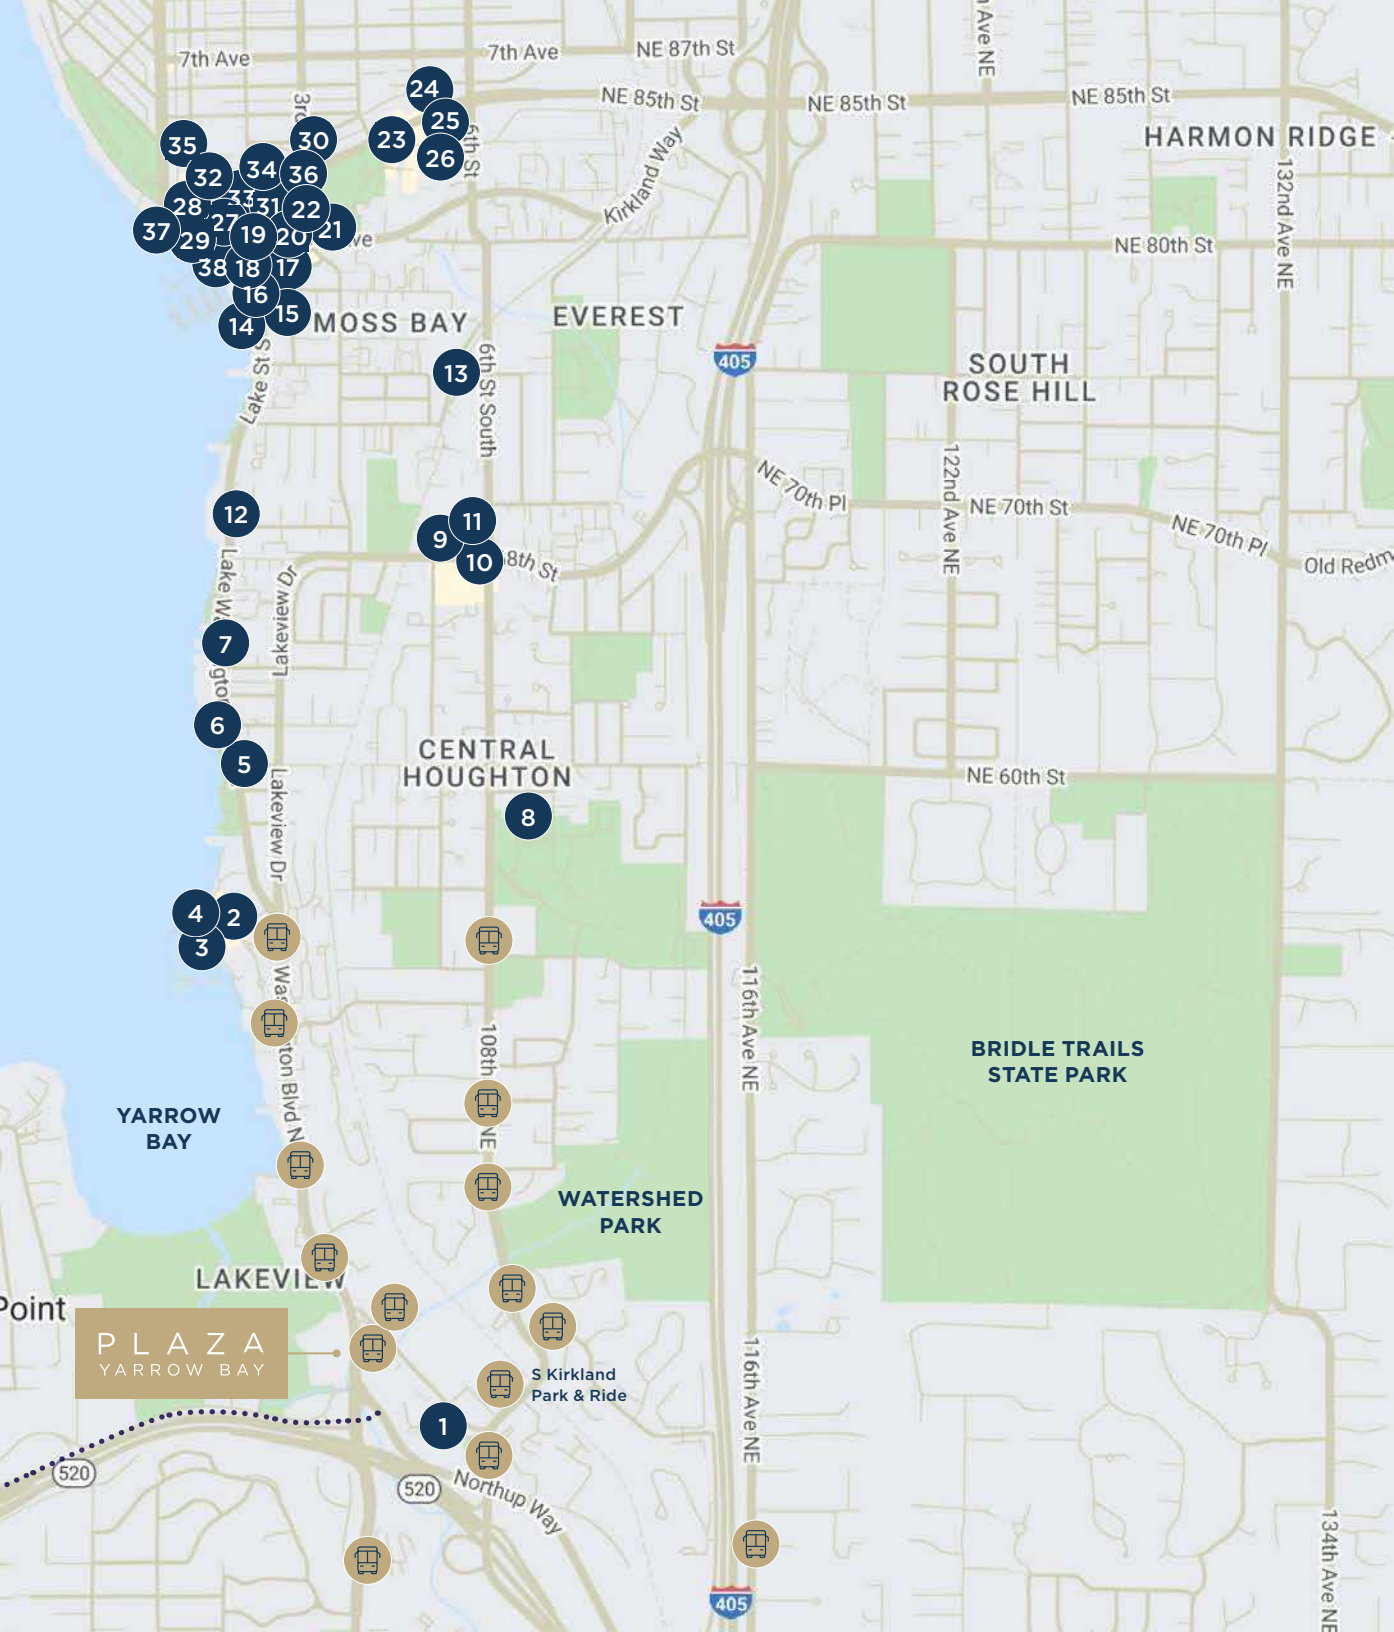 7th Ave
7th Ave
NE 87th St
Ave NE
24
NE 85th St
NE 85th St
NE 85th St
25
23
30
35
26
HARMON RIDGE
34
36
32
6th St
Kirkland Way
132nd Ave NE
33
28
31
22
27
37
29
19
20
21
NE 80th St
38
18
17
16
15
14
MOSS BAY
EVEREST
405
SOUTH
ROSE HILL
13
6th St South
Lake St S
NE 70th Pl
122nd Ave NE
NE 70th St
NE 70th Pl
12
11
9
10
8th St
Old Redm
Lakeview Dr
7
6
5
CENTRAL
HOUGHTON
NE 60th St
8
Lakeview Dr
4
2
3
405
116th Ave NE
108th
NE
BRIDLE TRAILS
STATE PARK
ton Blvd N
YARROW
BAY
WATERSHED
PARK
LAKEVIEW
Point
PLAZA
YARROW BAY
S Kirkland
Park & Ride
116th Ave NE
1
520
520
Northup Way
134th Ave NE
405